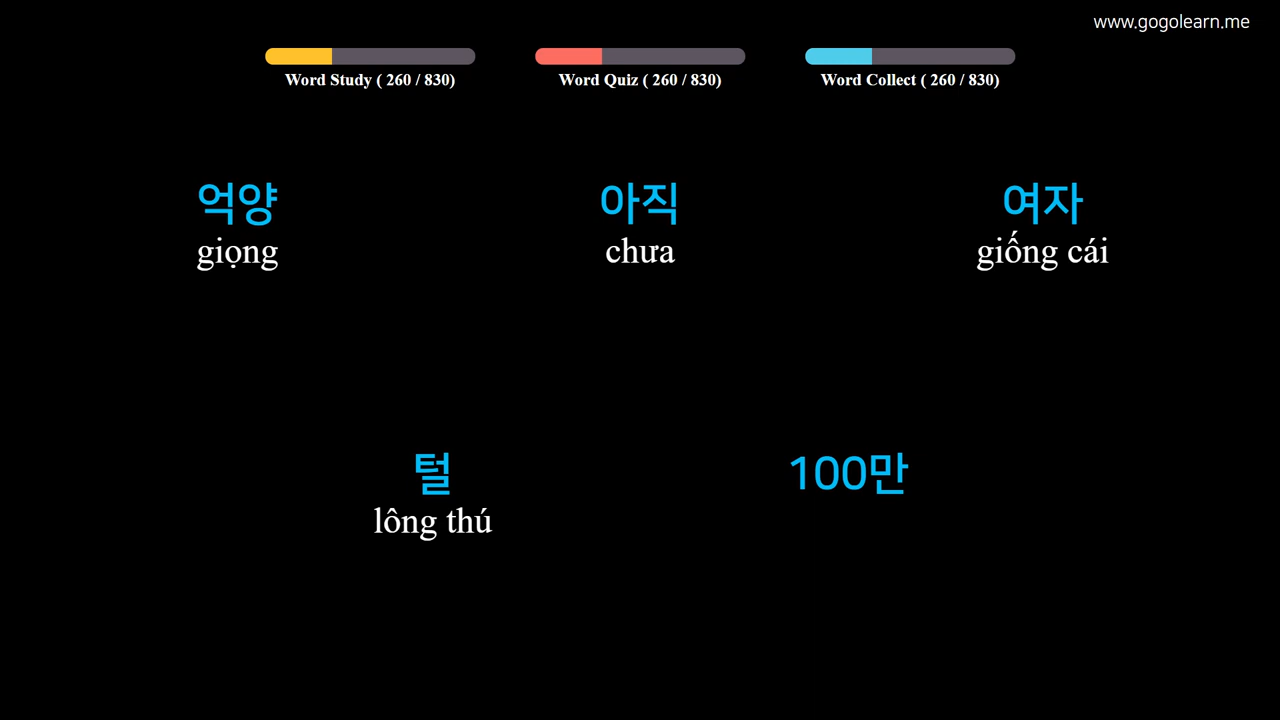 www.gogolearn.me
Word Study ( 260 / 830)
Word Quiz ( 260 / 830)
Word Collect ( 260 / 830)
억양
giọng
아직
chưa
여자
giống cái
털
lông thú
100만